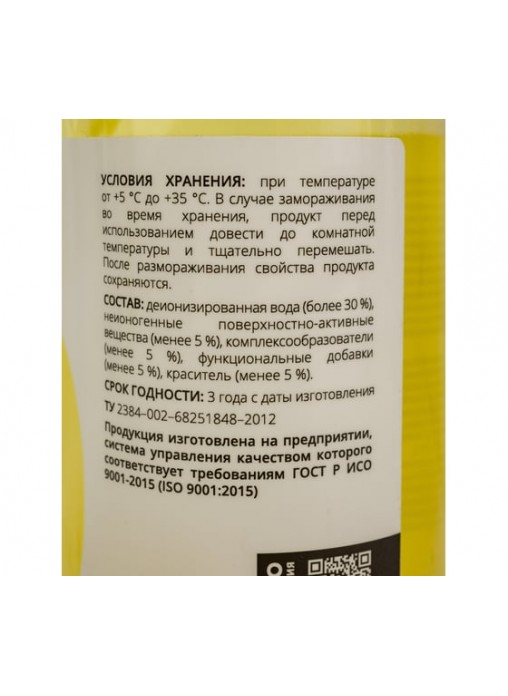 УСЛОВИЯ ХРАНЕНИЯ: при температуре
от +5 °С до +35 °С. В случае замораживания
во время хранения, продукт перед
использованием довести до комнатной
температуры и тщательно перемешать.
После размораживания свойства продукта
сохраняются.
СОСТАВ: деионизированная вода (более 30 %),
неионогенные поверхностно-активные
вещества (менее 5 %), комплексообразователи
(менее 5 %), функциональные добавки
(менее 5 %), краситель (менее 5 %).
СРОК ГОДНОСТИ: 3 года с даты изготовления
ТУ 2384–002–68251848–2012
Продукция изготовлена на предприятии,
система управления качеством которого
соответствует требованиям ГОСТ Р ИСО
9001-2015 (ISO 9001:2015)